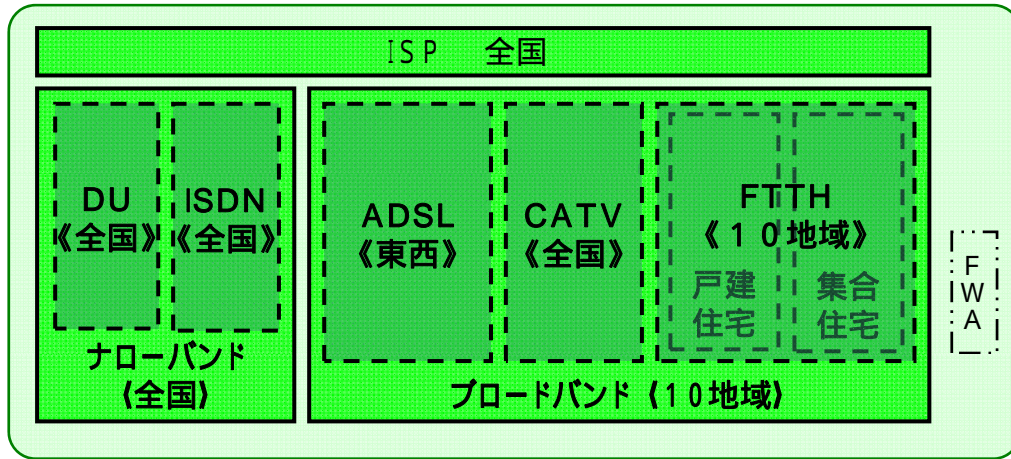 ISP 全国
DU
《全国》
ISDN
《全国》
ナローバンド
《全国》
ADSL
《東西》
CATV
《全国》
FTTH
《10地域》
戸建
住宅
集合
住宅
ブロードバンド《10地域》
F
W
A